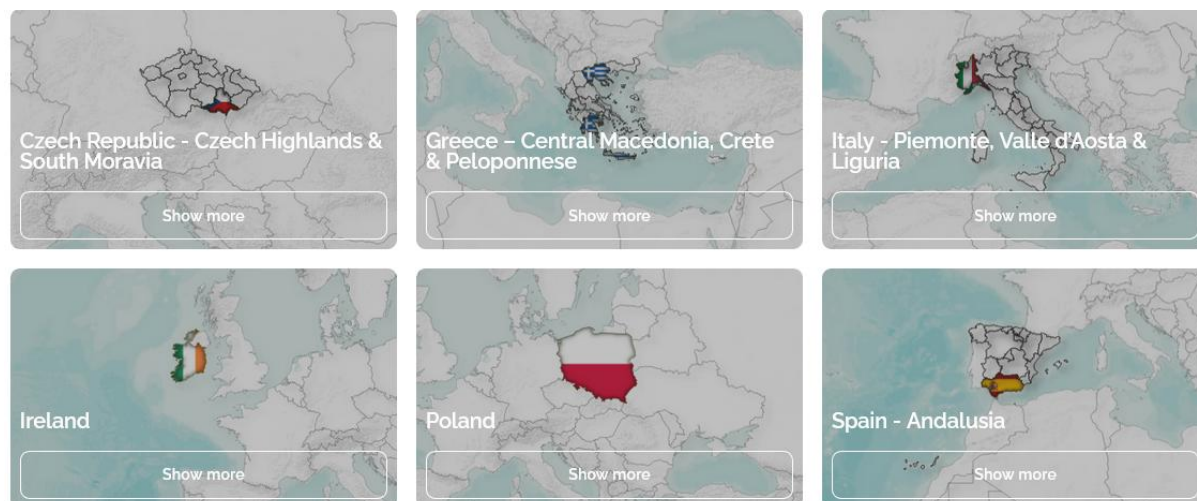 Czech Republic - Czech Highlands &
South Moravia
Show more
Greece – Central Macedonia, Crete
& Peloponnese
Show more
Italy - Piemonte, Valle d'Aosta &
Liguria
Show more
Ireland
Show more
Poland
Show more
Spain - Andalusia
Show more